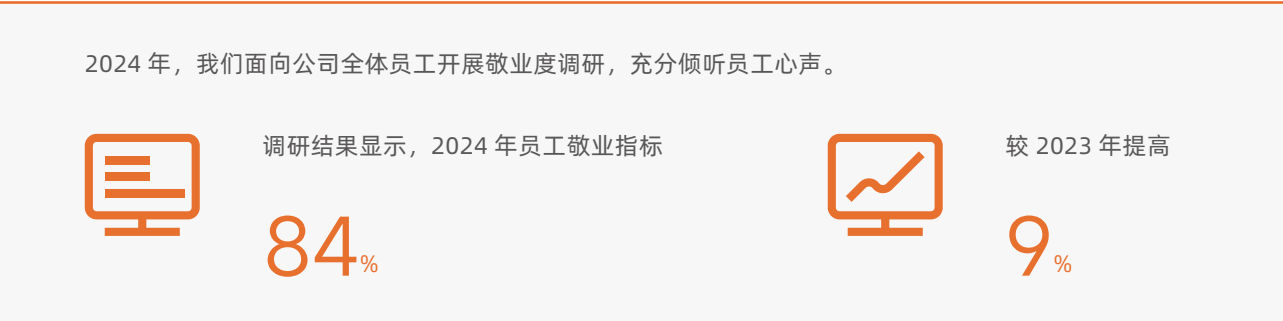 2024 年，我们面向公司全体员工开展敬业度调研，充分倾听员工心声。
调研结果显示，2024 年员工敬业指标
84%
较 2023 年提高
9%